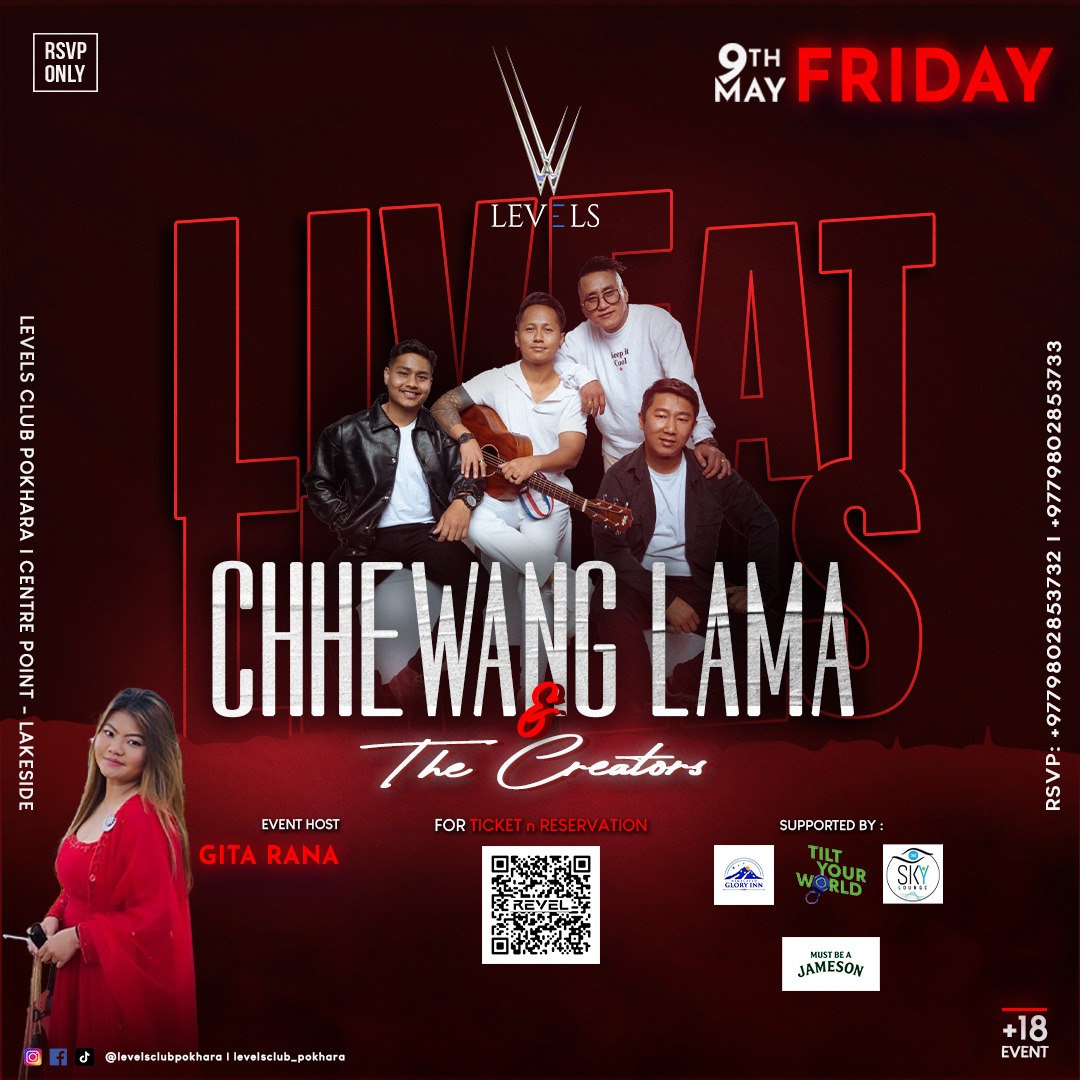 RSVP
ONLY
9TH
MAY
FRIDAY
LEVELS
LIVE AT
LEVELS CLUB POKHARA I CENTRE POINT - LAKESIDE
RSVP: +9779802853732 I +9779802853733
keep it
Cool
CHHEWANG LAMA
&
The Creators
EVENT HOST
GITA RANA
FOR TICKET n RESERVATION
REVEL
SUPPORTED BY :
GLORY INN
TILT
YOUR
WORLD
SKY
LOUNGE
MUST BE A
JAMESON
@levelsclubpokhara I levelsclub_pokhara
+18
EVENT